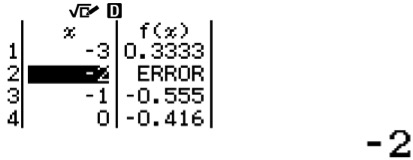 √▫/ D
x f(x)
1 -3 0.3333
2 -2 ERROR
3 -1 -0.555
4 0 -0.416
-2